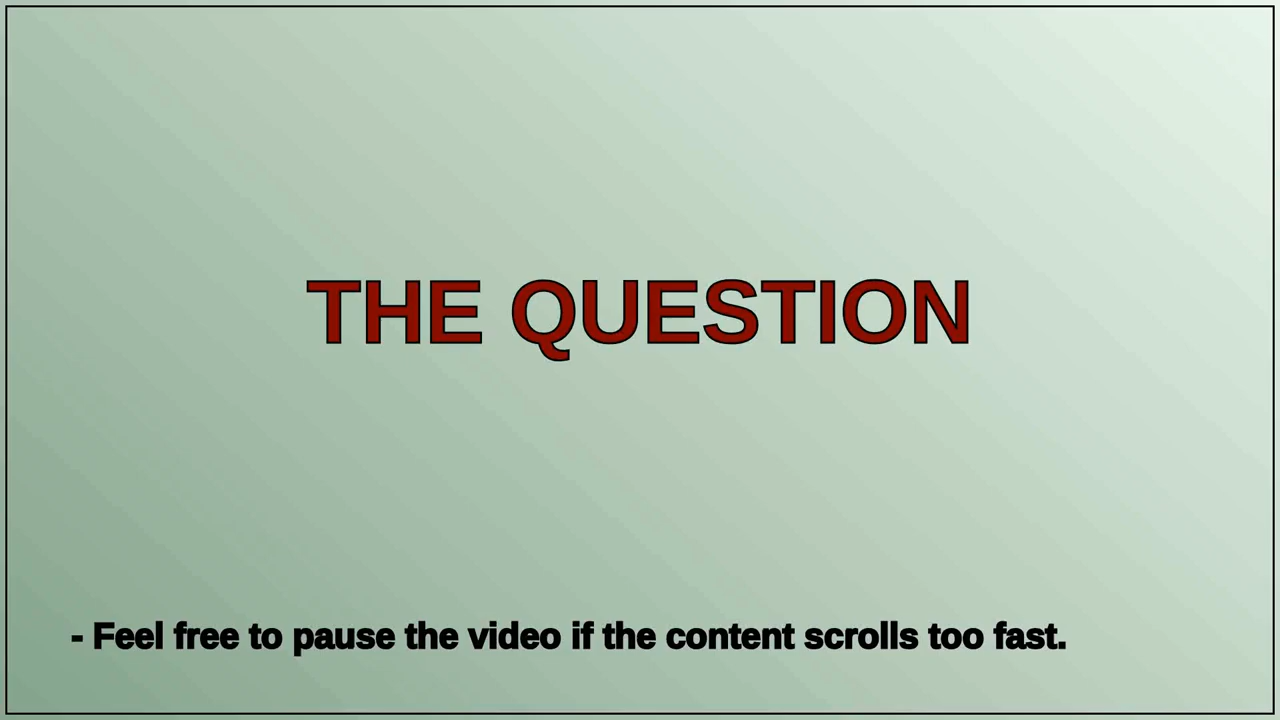 THE QUESTION
- Feel free to pause the video if the content scrolls too fast.